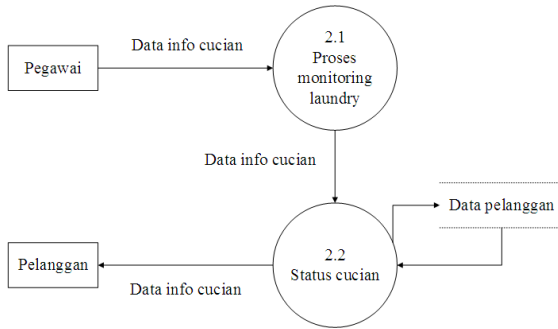 Data info cucian
Pegawai
2.1
Proses
monitoring
laundry
Data info cucian
Data pelanggan
Pelanggan
2.2
Status cucian
Data info cucian